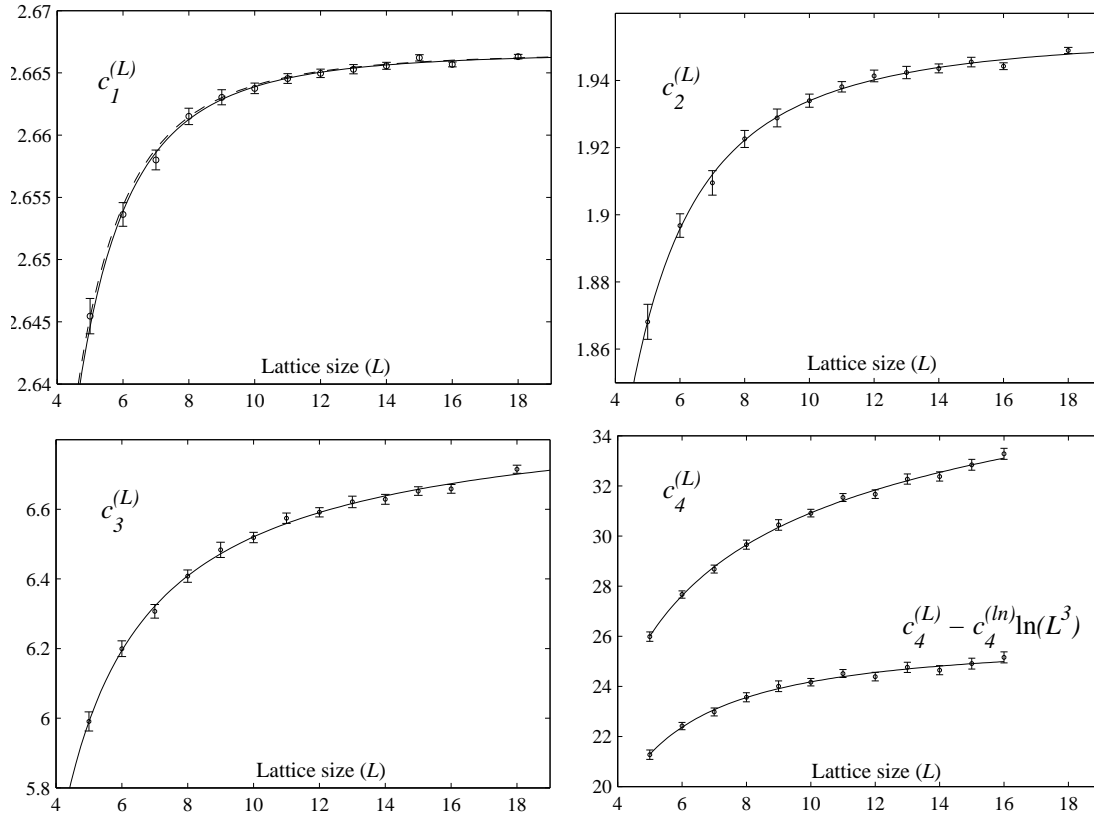 2.67
2.665
2.66
2.655
2.65
2.645
2.64
c_1^(L)
Lattice size (L)
4 6 8 10 12 14 16 18
1.94
1.92
1.9
1.88
1.86
c_2^(L)
Lattice size (L)
4 6 8 10 12 14 16 18
6.6
6.4
6.2
6
5.8
c_3^(L)
Lattice size (L)
4 6 8 10 12 14 16 18
34
32
30
28
26
24
22
20
c_4^(L)
c_4^(L) − c_4^(ln) ln(L^3)
Lattice size (L)
4 6 8 10 12 14 16 18